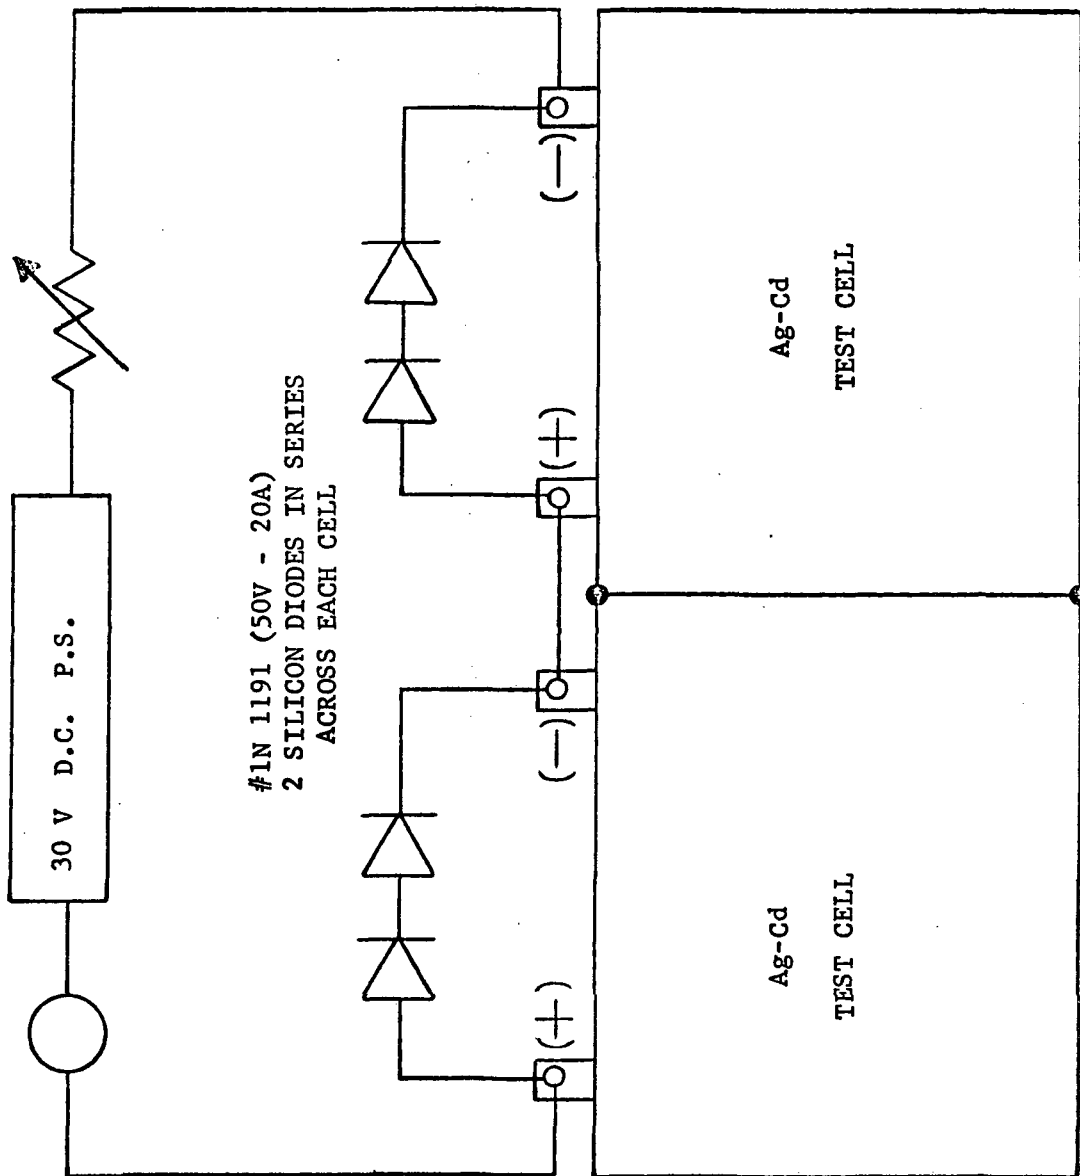 30 V D.C. P.S.
#1N 1191 (50V - 20A)
2 SILICON DIODES IN SERIES
ACROSS EACH CELL
(+)
(—)
(+)
(—)
Ag-Cd
TEST CELL
Ag-Cd
TEST CELL